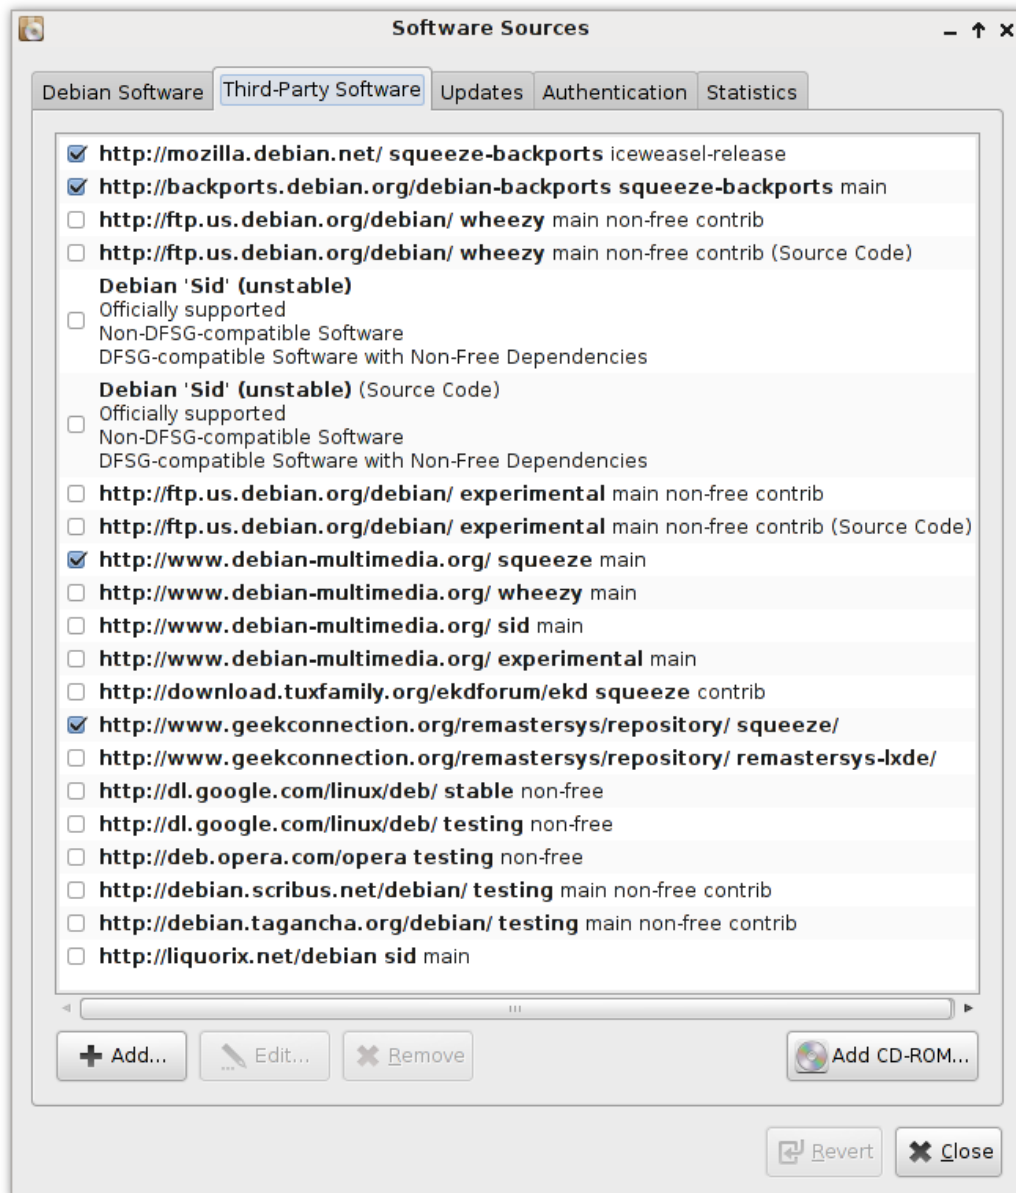 Software Sources
Debian Software
Third-Party Software
Updates
Authentication
Statistics
http://mozilla.debian.net/ squeeze-backports iceweasel-release
http://backports.debian.org/debian-backports squeeze-backports main
http://ftp.us.debian.org/debian/ wheezy main non-free contrib
http://ftp.us.debian.org/debian/ wheezy main non-free contrib (Source Code)
Debian 'Sid' (unstable)
Officially supported
Non-DFSG-compatible Software
DFSG-compatible Software with Non-Free Dependencies
Debian 'Sid' (unstable) (Source Code)
Officially supported
Non-DFSG-compatible Software
DFSG-compatible Software with Non-Free Dependencies
http://ftp.us.debian.org/debian/ experimental main non-free contrib
http://ftp.us.debian.org/debian/ experimental main non-free contrib (Source Code)
http://www.debian-multimedia.org/ squeeze main
http://www.debian-multimedia.org/ wheezy main
http://www.debian-multimedia.org/ sid main
http://www.debian-multimedia.org/ experimental main
http://download.tuxfamily.org/ekdforum/ekd squeeze contrib
http://www.geekconnection.org/remastersys/repository/ squeeze/
http://www.geekconnection.org/remastersys/repository/ remastersys-lxde/
http://dl.google.com/linux/deb/ stable non-free
http://dl.google.com/linux/deb/ testing non-free
http://deb.opera.com/opera testing non-free
http://debian.scribus.net/debian/ testing main non-free contrib
http://debian.tagancha.org/debian/ testing main non-free contrib
http://liquorix.net/debian sid main
Add...
Edit...
Remove
Add CD-ROM...
Revert
Close